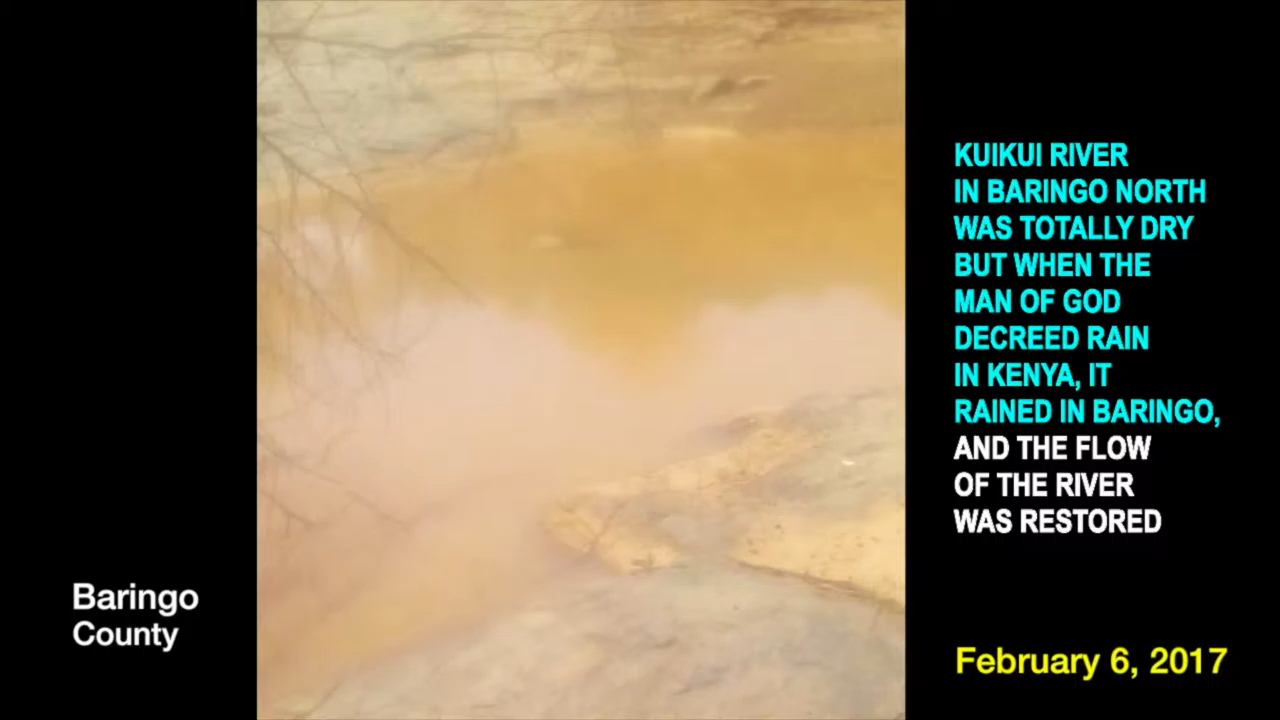 KUIKUI RIVER
IN BARINGO NORTH
WAS TOTALLY DRY
BUT WHEN THE
MAN OF GOD
DECREED RAIN
IN KENYA, IT
RAINED IN BARINGO,
AND THE FLOW
OF THE RIVER
WAS RESTORED
Baringo
County
February 6, 2017